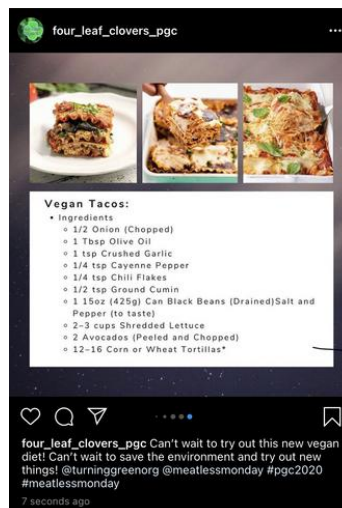 four_leaf_clovers_pgc
Vegan Tacos:
• Ingredients
◦ 1/2 Onion (Chopped)
◦ 1 Tbsp Olive Oil
◦ 1 tsp Crushed Garlic
◦ 1/4 tsp Cayenne Pepper
◦ 1/4 tsp Chili Flakes
◦ 1/2 tsp Ground Cumin
◦ 1 15oz (425g) Can Black Beans (Drained)Salt and
Pepper (to taste)
◦ 2–3 cups Shredded Lettuce
◦ 2 Avocados (Peeled and Chopped)
◦ 12–16 Corn or Wheat Tortillas*
four_leaf_clovers_pgc Can't wait to try out this new vegan
diet! Can't wait to save the environment and try out new
things! @turninggreenorg @meatlessmonday #pgc2020
#meatlessmonday
7 seconds ago